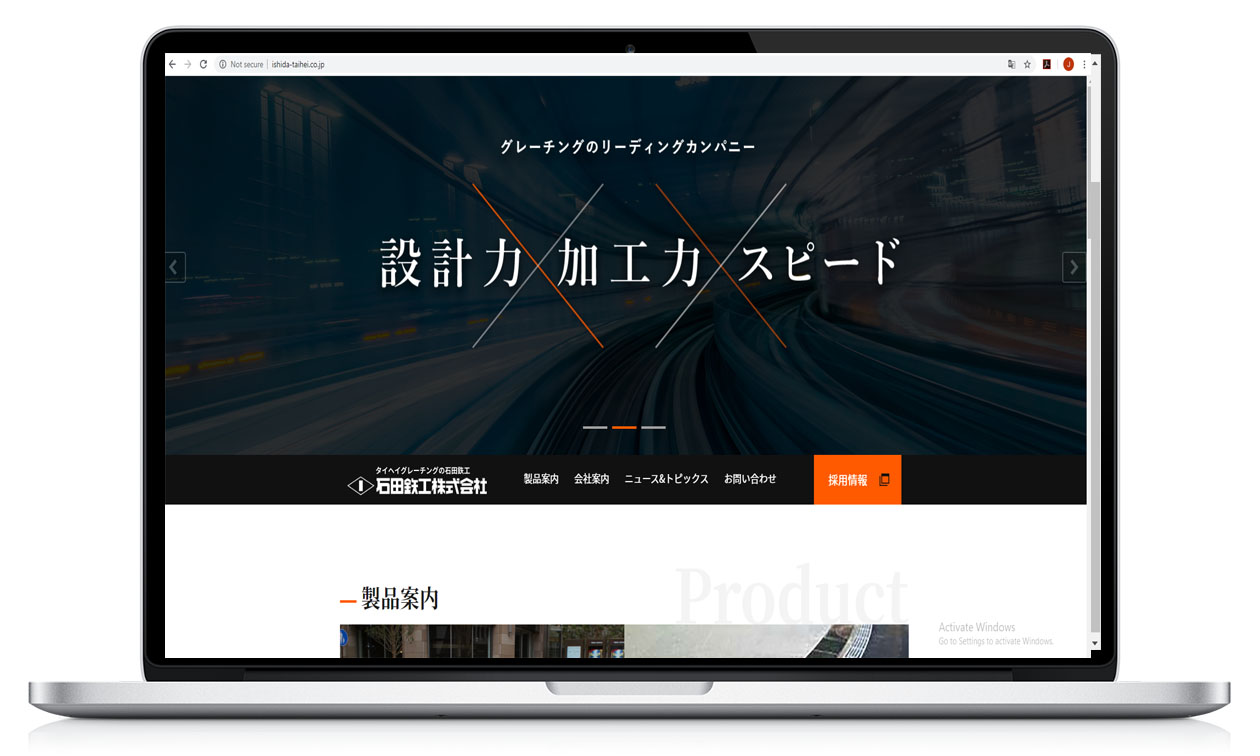 Not secure | ishida-taihei.co.jp
J
グレーチングのリーディングカンパニー
設計力 加工力 スピード
タイヘイグレーチングの石田鉄工
石田鉄工株式会社
製品案内 会社案内 ニュース&トピックス お問い合わせ 採用情報
Product
製品案内
Activate Windows
Go to Settings to activate Windows.